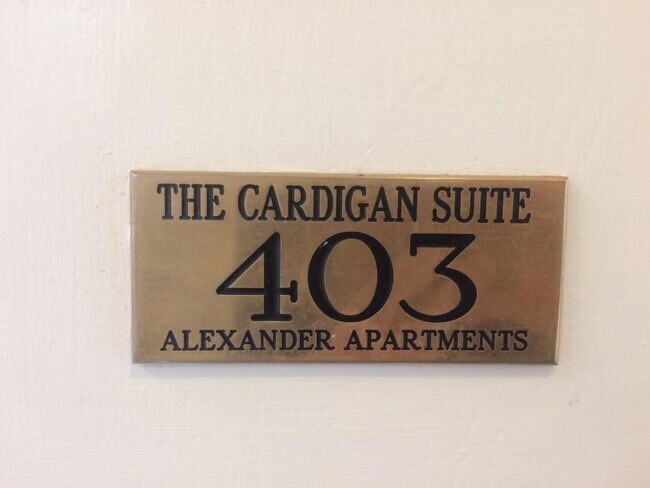 THE CARDIGAN SUITE
403
ALEXANDER APARTMENTS